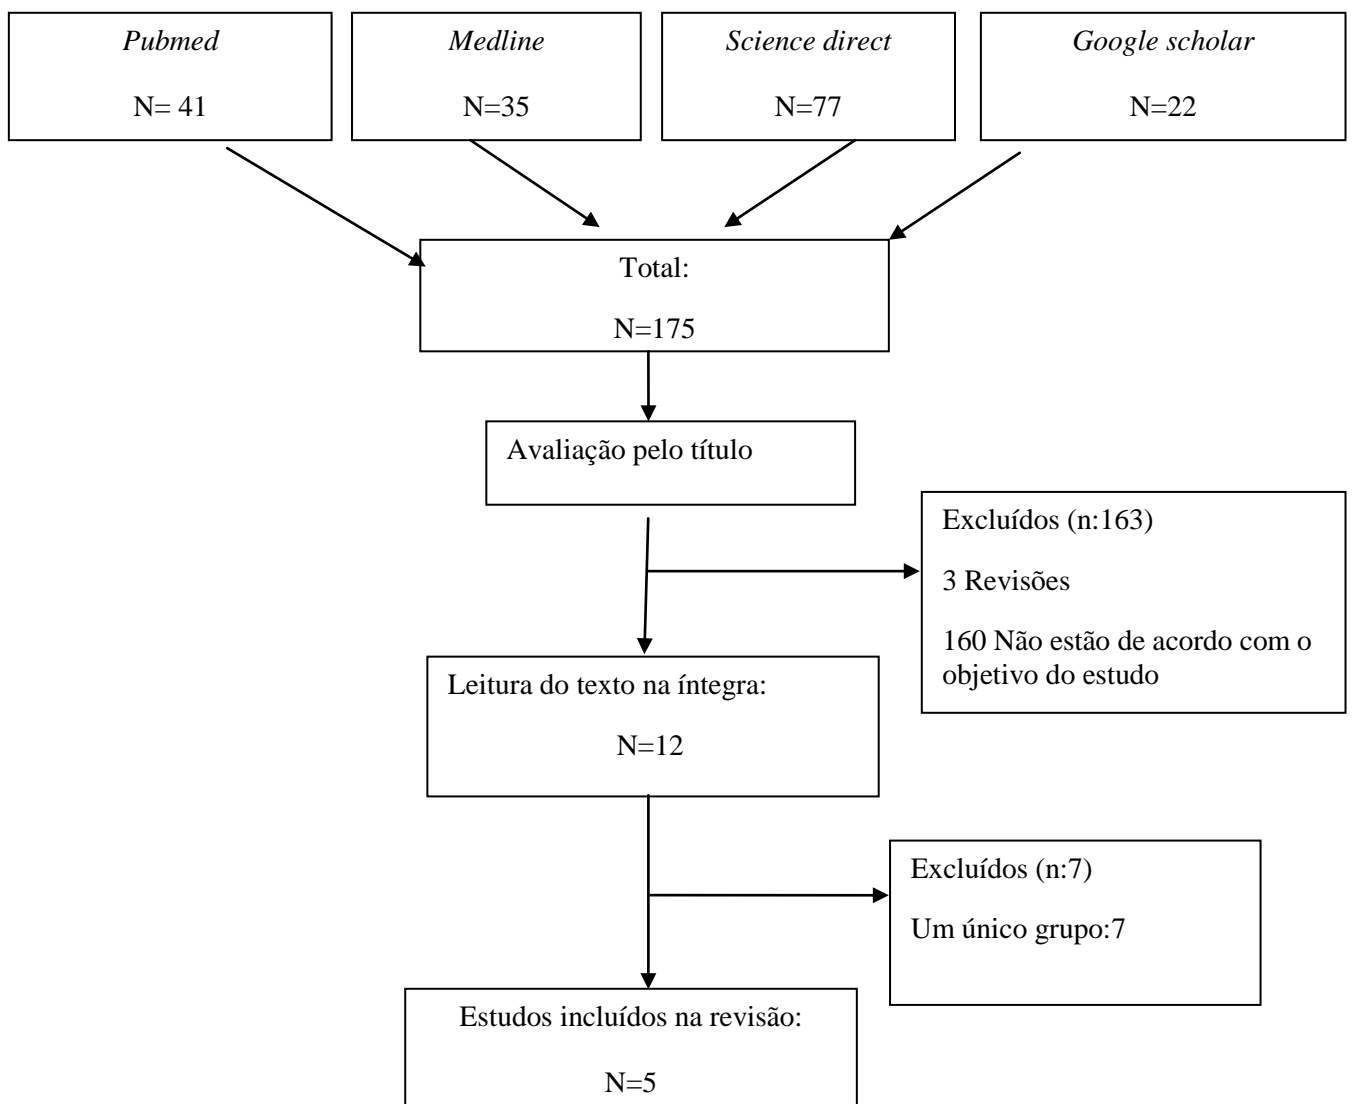 Pubmed
N= 41
Medline
N=35
Science direct
N=77
Google scholar
N=22
Total:
N=175
Avaliação pelo título
Excluídos (n:163)
3 Revisões
160 Não estão de acordo com o
objetivo do estudo
Leitura do texto na íntegra:
N=12
Excluídos (n:7)
Um único grupo:7
Estudos incluídos na revisão:
N=5